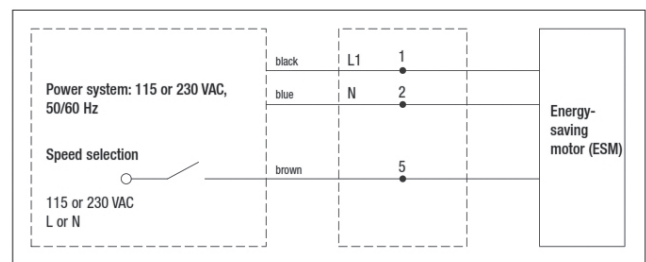 black
L1
1
Power system: 115 or 230 VAC,
50/60 Hz
blue
N
2
Energy-
saving
motor (ESM)
Speed selection
brown
5
115 or 230 VAC
L or N